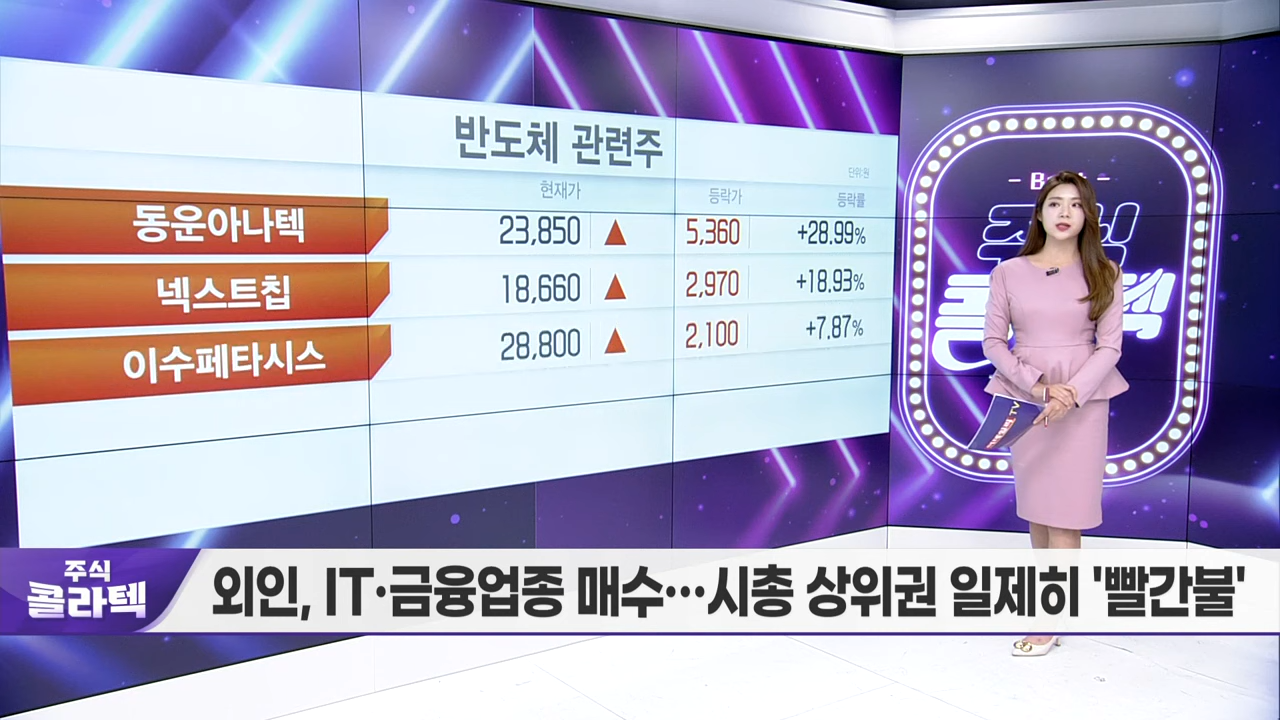 반도체 관련주
단위:원
현재가 등락가 등락률
동운아나텍 23,850 ▲ 5,360 +28.99%
넥스트칩 18,660 ▲ 2,970 +18.93%
이수페타시스 28,800 ▲ 2,100 +7.87%
주식
콜라텍
외인, IT·금융업종 매수…시총 상위권 일제히 '빨간불'